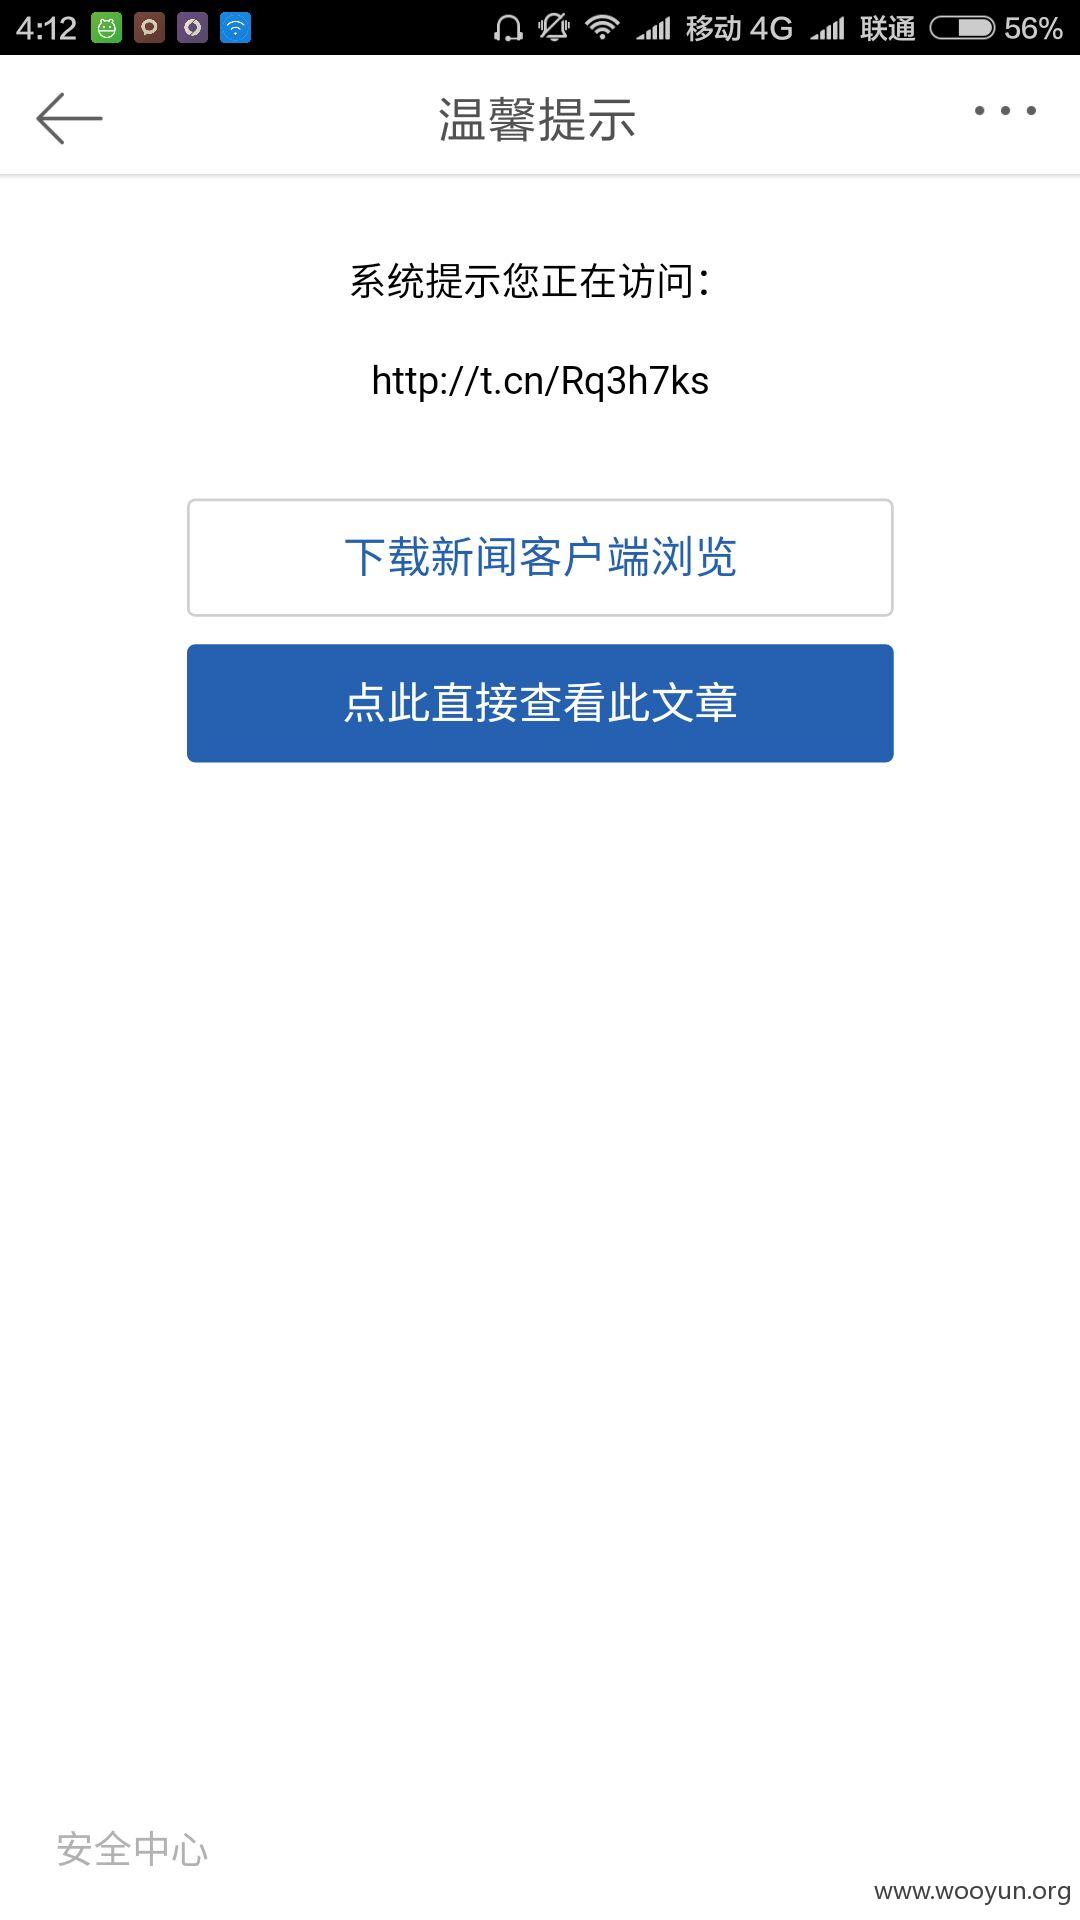 4:12 移动 4G 联通 56%
温馨提示
系统提示您正在访问：
http://t.cn/Rq3h7ks
下载新闻客户端浏览
点此直接查看此文章
安全中心
www.wooyun.org